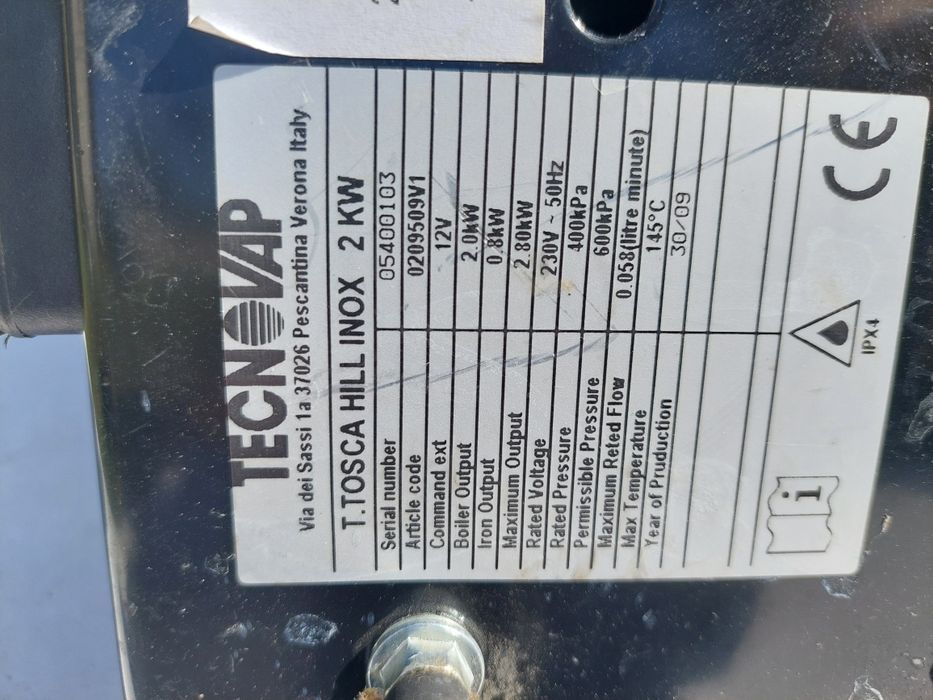 TECNOVAP
Via dei Sassi 1a 37026 Pescantina Verona Italy
T.TOSCA HILL INOX 2 KW
Serial number 05400103
Article code 0209509V1
Command ext 12V
Boiler Output 2.0kW
Iron Output 0.8kW
Maximum Output 2.80kW
Rated Voltage 230V ~ 50Hz
Rated Pressure 400kPa
Permissible Pressure 600kPa
Maximum Rated Flow 0.058(litre minute)
Max Temperature 145°C
Year of Pruduction 30/09
i
IPX4
CE